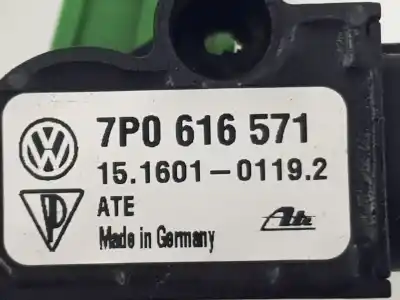 7P0 616 571
15.1601-0119.2
ATE
Made in Germany
Ate